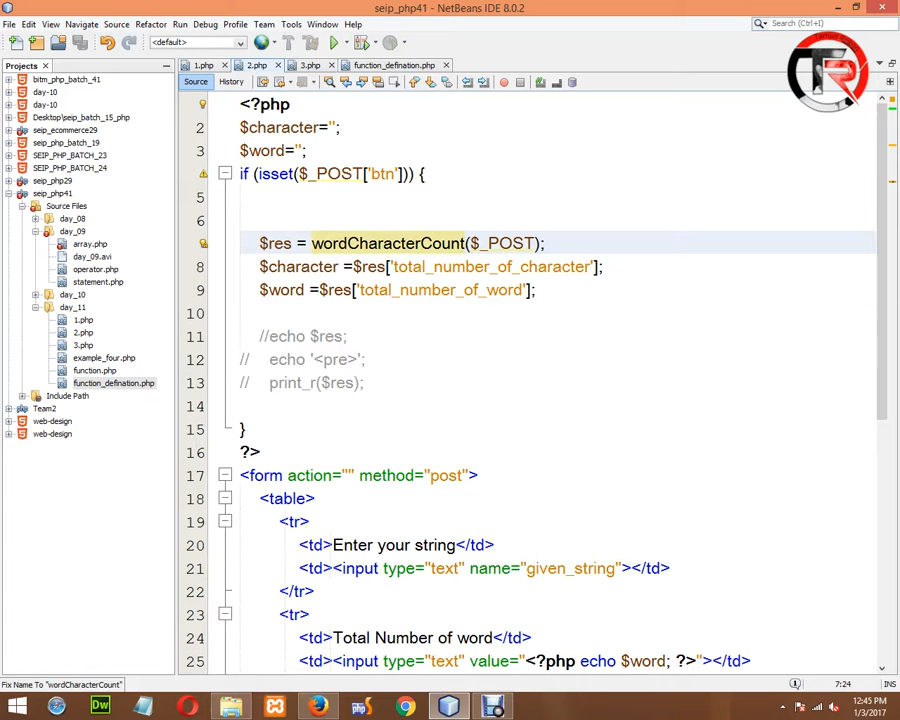 seip_php41 - NetBeans IDE 8.0.2
File Edit View Navigate Source Refactor Run Debug Profile Team Tools Window Help
Search (Ctrl+I)
<default>
Projects
1.php 2.php 3.php function_defination.php
Source History
bitm_php_batch_41
day-10
day-10
Desktop\seip_batch_15_php
seip_ecommerce29
seip_php_batch_19
SEIP_PHP_BATCH_23
SEIP_PHP_BATCH_24
seip_php29
seip_php41
Source Files
day_08
day_09
array.php
day_09.avi
operator.php
statement.php
day_10
day_11
1.php
2.php
3.php
example_four.php
function.php
function_defination.php
Include Path
Team2
web-design
web-design
<?php
2 $character='';
3 $word='';
if (isset($_POST['btn'])) {
5
6
$res = wordCharacterCount($_POST);
8 $character =$res['total_number_of_character'];
9 $word =$res['total_number_of_word'];
10
11 //echo $res;
12 // echo '<pre>';
13 // print_r($res);
14
15 }
16 ?>
17 <form action="" method="post">
18 <table>
19 <tr>
20 <td>Enter your string</td>
21 <td><input type="text" name="given_string"></td>
22 </tr>
23 <tr>
24 <td>Total Number of word</td>
25 <td><input type="text" value="<?php echo $word; ?>"></td>
Fix Name To "wordCharacterCount"
7:24 INS
12:45 PM
1/3/2017